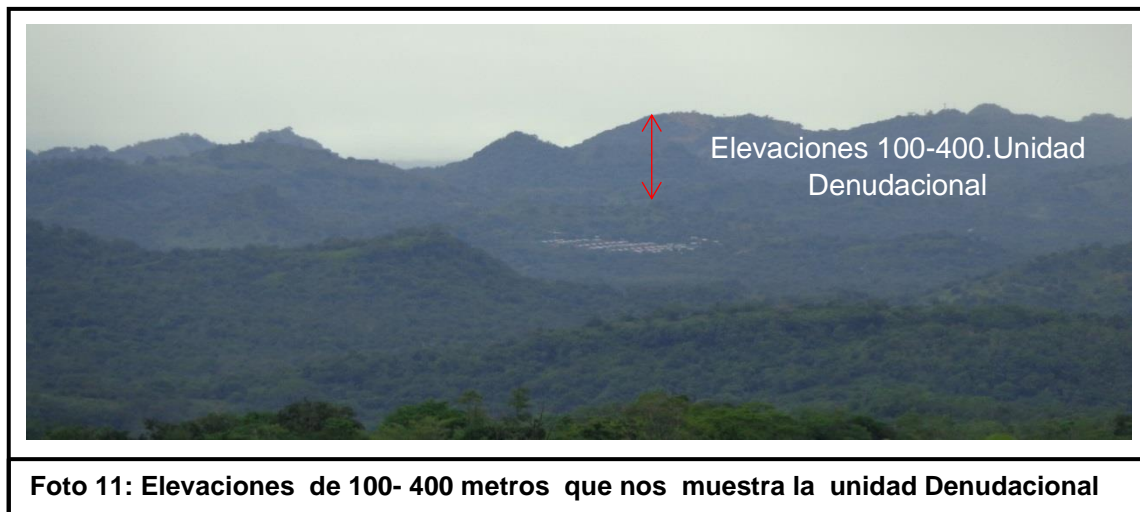 Elevaciones 100-400.Unidad
Denudacional
Foto 11: Elevaciones de 100- 400 metros que nos muestra la unidad Denudacional